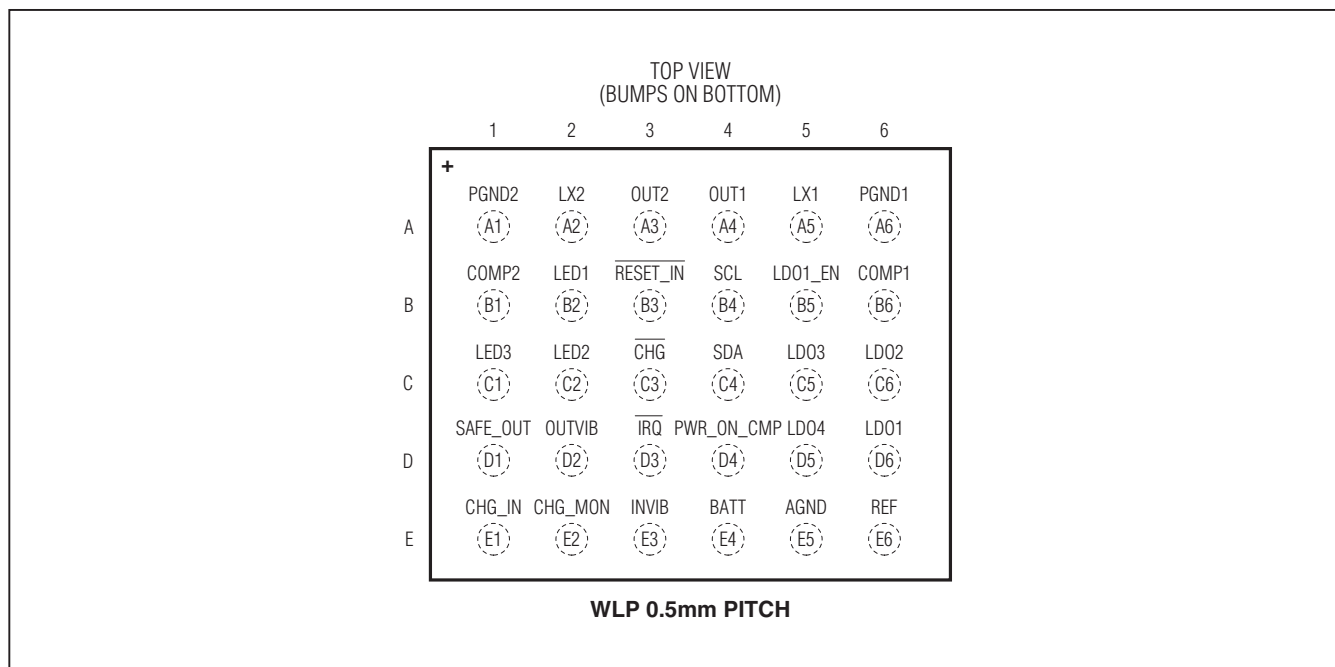 TOP VIEW
(BUMPS ON BOTTOM)
1 2 3 4 5 6
+
PGND2 LX2 OUT2 OUT1 LX1 PGND1
A A1 A2 A3 A4 A5 A6
COMP2 LED1 RESET_IN SCL LDO1_EN COMP1
B B1 B2 B3 B4 B5 B6
LED3 LED2 CHG SDA LDO3 LDO2
C C1 C2 C3 C4 C5 C6
SAFE_OUT OUTVIB IRQ PWR_ON_CMP LDO4 LDO1
D D1 D2 D3 D4 D5 D6
CHG_IN CHG_MON INVIB BATT AGND REF
E E1 E2 E3 E4 E5 E6
WLP 0.5mm PITCH